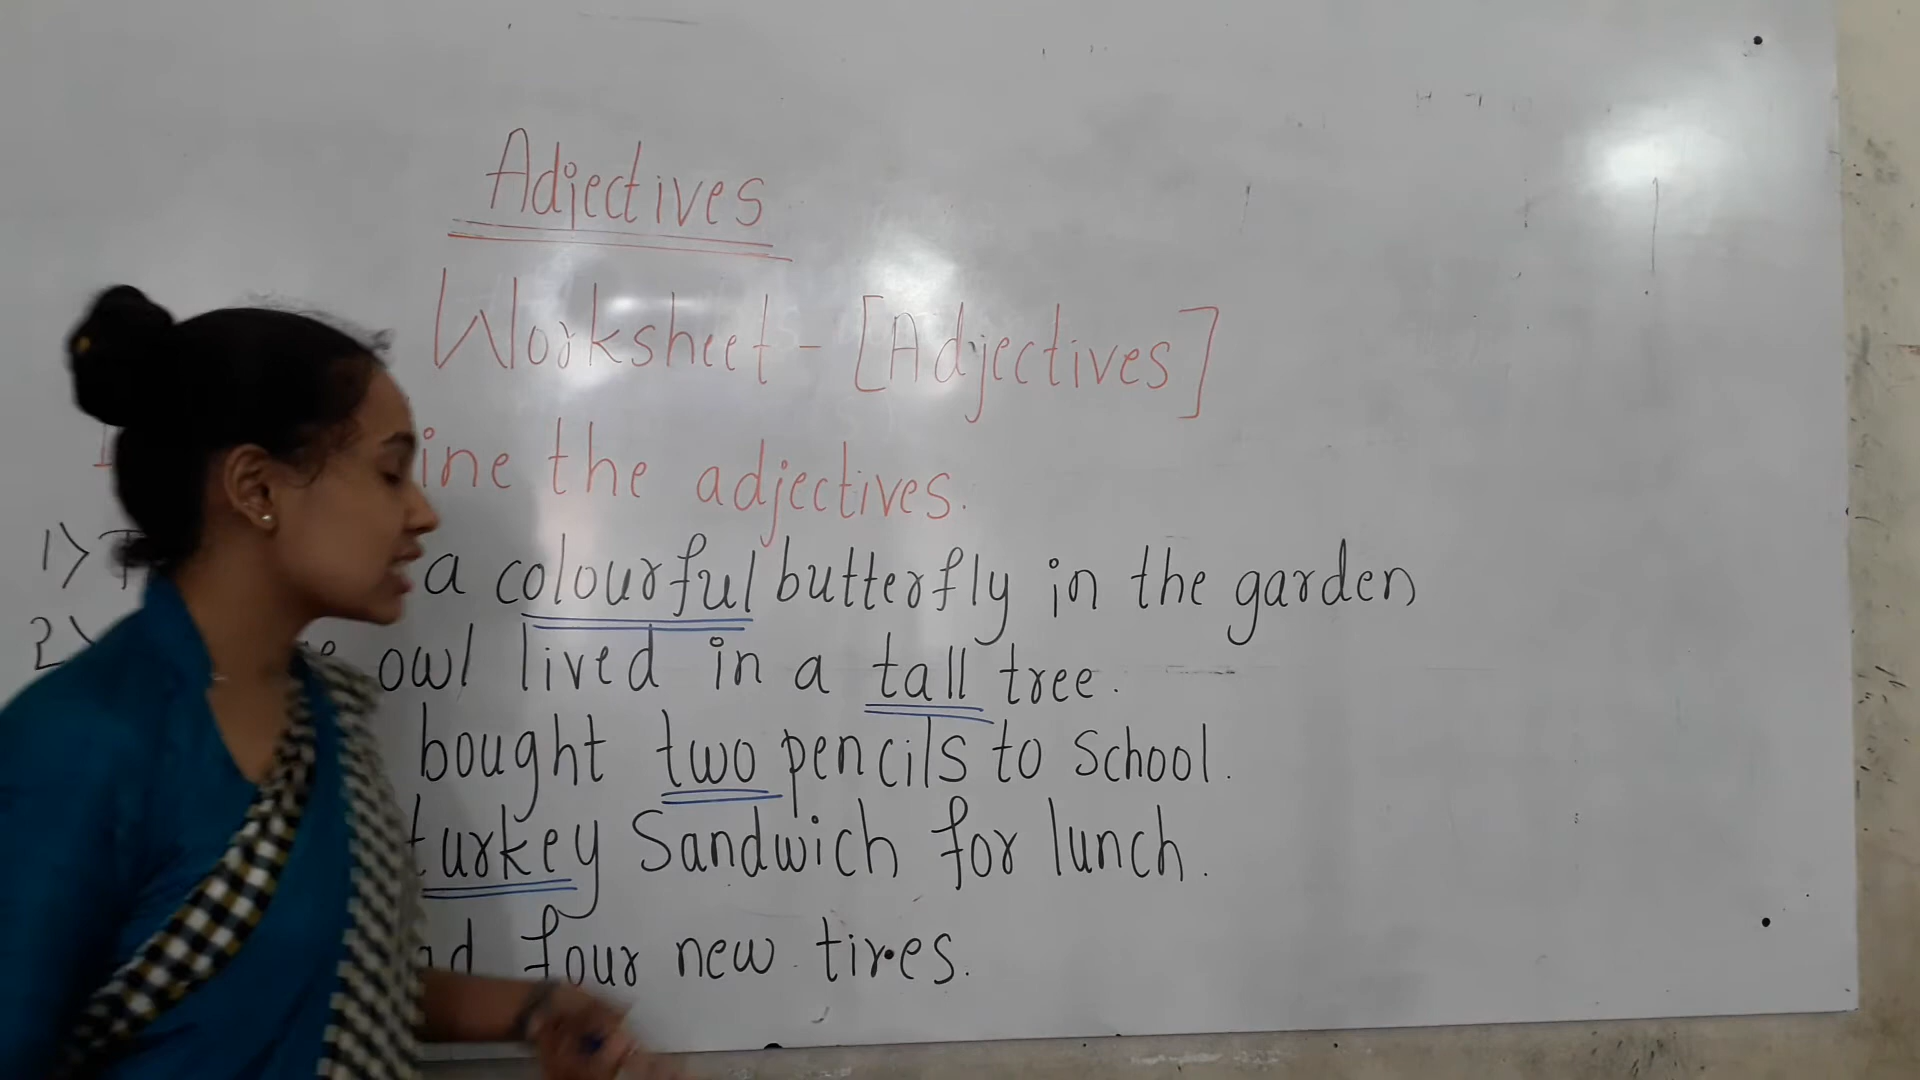 Adjectives
Worksheet - [Adjectives]
the adjectives.
1) a colourful butterfly in the garden
2) owl lived in a tall tree.
bought two pencils to School.
turkey Sandwich for lunch.
four new tires.